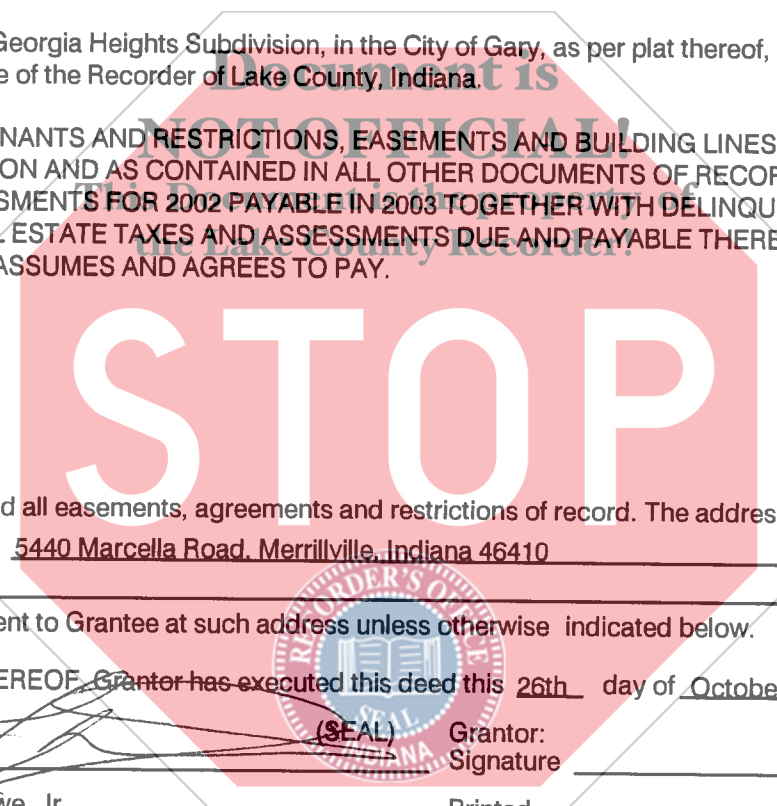 Georgia Heights Subdivision, in the City of Gary, as per plat thereof,
e of the Recorder of Lake County, Indiana.
Document is
NANTS AND RESTRICTIONS, EASEMENTS AND BUILDING LINES
NOT OFFICIAL!
ON AND AS CONTAINED IN ALL OTHER DOCUMENTS OF RECOR
This Document is the property of
SMENTS FOR 2002 PAYABLE IN 2003 TOGETHER WITH DELINQU
the Lake County Recorder!
L ESTATE TAXES AND ASSESSMENTS DUE AND PAYABLE THERE
ASSUMES AND AGREES TO PAY.
STOP
d all easements, agreements and restrictions of record. The addres
5440 Marcella Road, Merrillville, Indiana 46410
RECORDER'S OFFICE
ent to Grantee at such address unless otherwise indicated below.
EREOF, Grantor has executed this deed this 26th day of Octobe
SEAL
(SEAL) Grantor:
INDIANA
Signature
we, Jr.
Printed